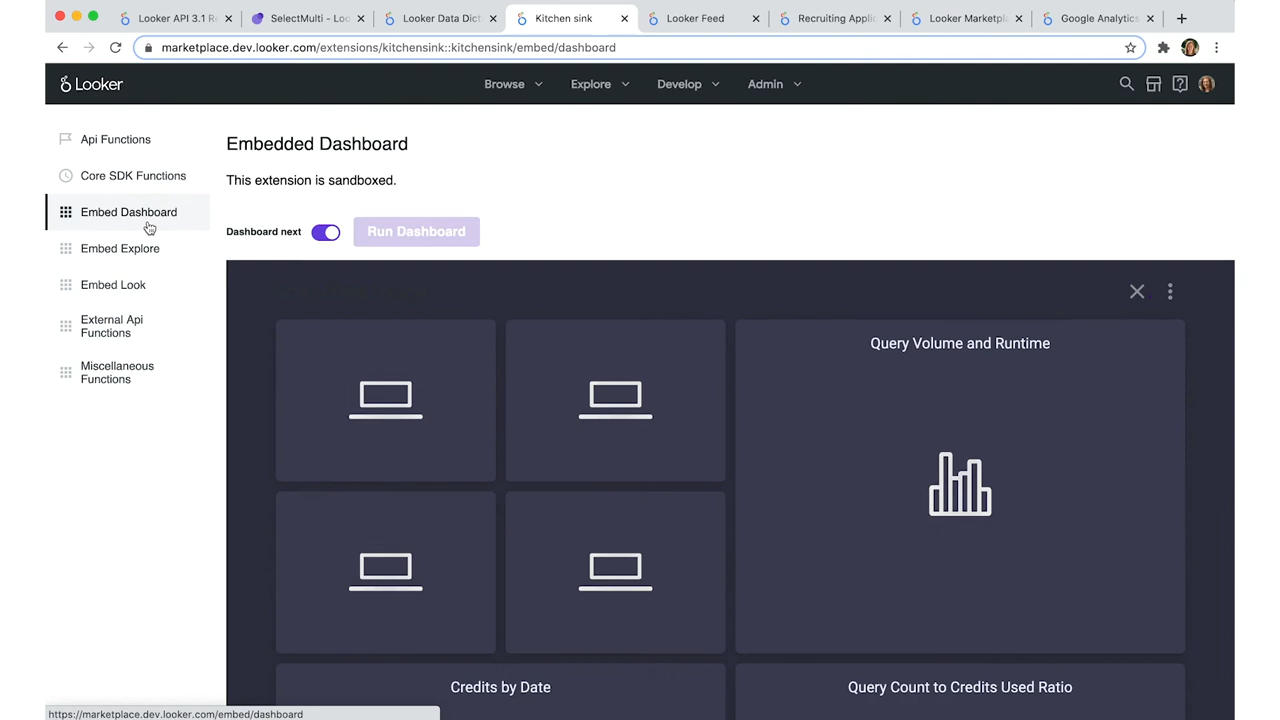 Looker API 3.1 Re
SelectMulti - Loo
Looker Data Dict
Kitchen sink
Looker Feed
Recruiting Applic
Looker Marketpla
Google Analytics
marketplace.dev.looker.com/extensions/kitchensink::kitchensink/embed/dashboard
Looker
Browse
Explore
Develop
Admin
Api Functions
Core SDK Functions
Embed Dashboard
Embed Explore
Embed Look
External Api
Functions
Miscellaneous
Functions
Embedded Dashboard
This extension is sandboxed.
Dashboard next
Run Dashboard
Query Volume and Runtime
Credits by Date
Query Count to Credits Used Ratio
https://marketplace.dev.looker.com/embed/dashboard